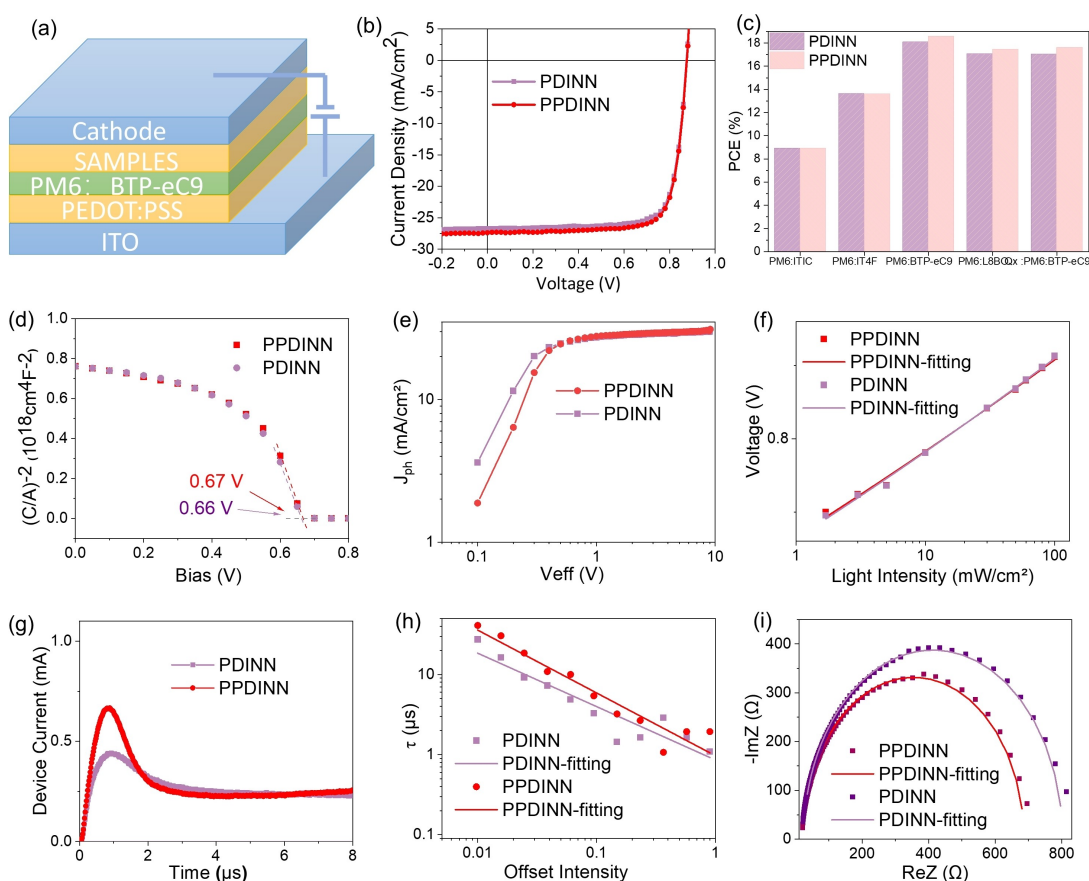 (a)
Cathode
SAMPLES
PM6: BTP-eC9
PEDOT:PSS
ITO
(b)
Current Density (mA/cm²)
0
-5
-10
-15
-20
-25
-30
PDINN
PPDINN
-0.2 0.0 0.2 0.4 0.6 0.8 1.0
Voltage (V)
(c)
PCE (%)
18
16
14
12
10
8
6
4
2
0
PDINN
PPDINN
PM6:ITIC PM6:IT4F PM6:BTP-eC9 PM6:L8BO Qx :PM6:BTP-eC9
(d)
(C/A)-2 (10¹⁸cm⁴F-2)
1.0
0.8
0.6
0.4
0.2
0.0
PPDINN
PDINN
0.67 V
0.66 V
0.0 0.2 0.4 0.6 0.8
Bias (V)
(e)
Jph (mA/cm²)
10
1
PPDINN
PDINN
0.1 1 10
Veff (V)
(f)
Voltage (V)
0.8
PPDINN
PPDINN-fitting
PDINN
PDINN-fitting
1 10 100
Light Intensity (mW/cm²)
(g)
Device Current (mA)
1.0
0.5
0.0
PDINN
PPDINN
0 2 4 6 8
Time (μs)
(h)
τ (μs)
10
1
0.1
PDINN
PDINN-fitting
PPDINN
PPDINN-fitting
0.01 0.1 1
Offset Intensity
(i)
-ImZ (Ω)
400
300
200
100
0
PPDINN
PPDINN-fitting
PDINN
PDINN-fitting
200 400 600 800
ReZ (Ω)